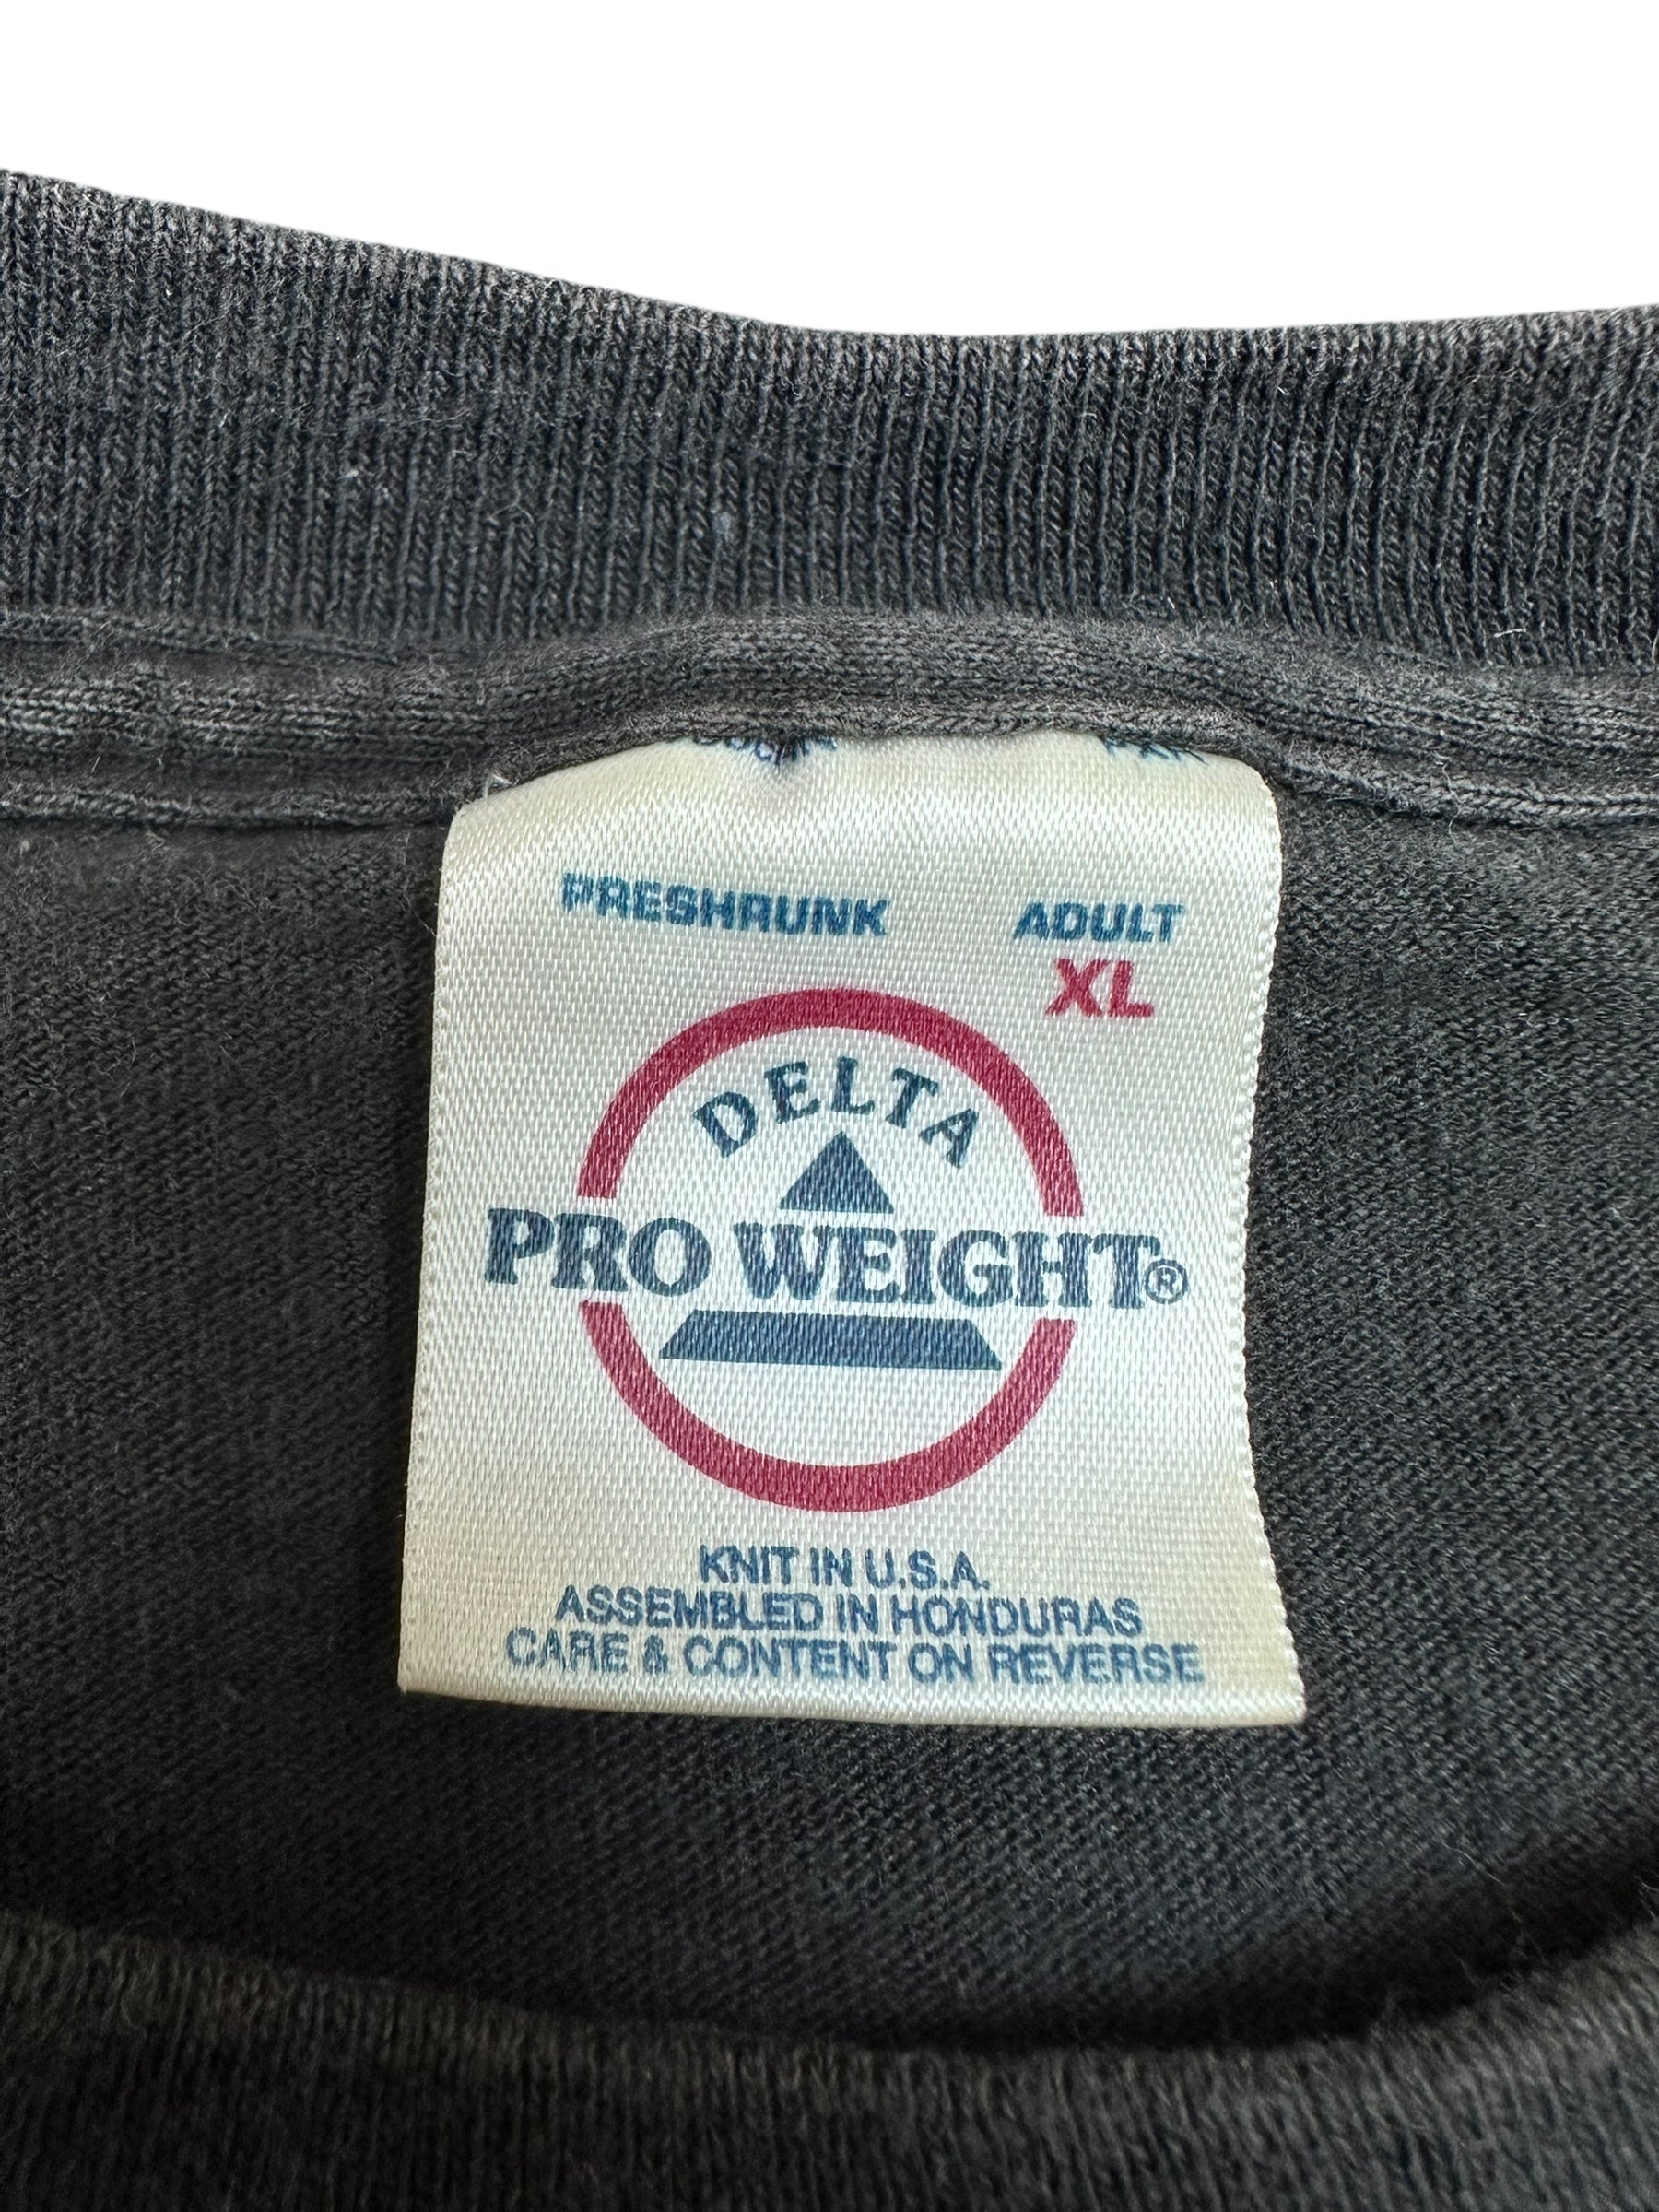 PRESHRUNK ADULT
XL
DELTA
PRO WEIGHT®
KNIT IN U.S.A.
ASSEMBLED IN HONDURAS
CARE & CONTENT ON REVERSE